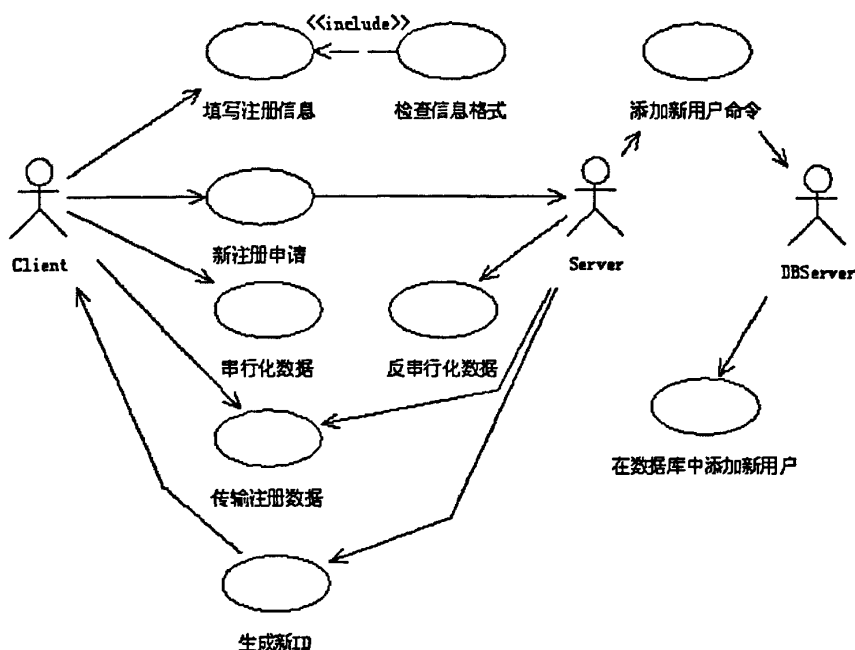 <<include>>
填写注册信息
检查信息格式
添加新用户命令
Client
新注册申请
Server
DBServer
串行化数据
反串行化数据
传输注册数据
在数据库中添加新用户
生成新ID